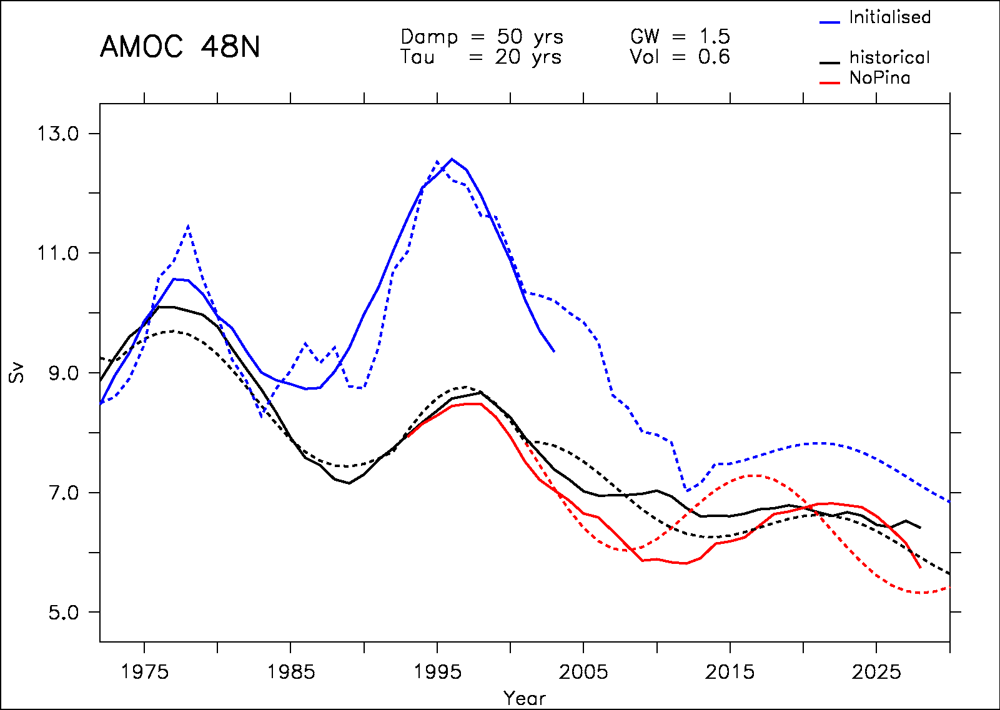 AMOC 48N
Damp = 50 yrs
Tau = 20 yrs
GW = 1.5
Vol = 0.6
Initialised
historical
NoPina
13.0
11.0
9.0
7.0
5.0
Sv
1975 1985 1995 2005 2015 2025
Year